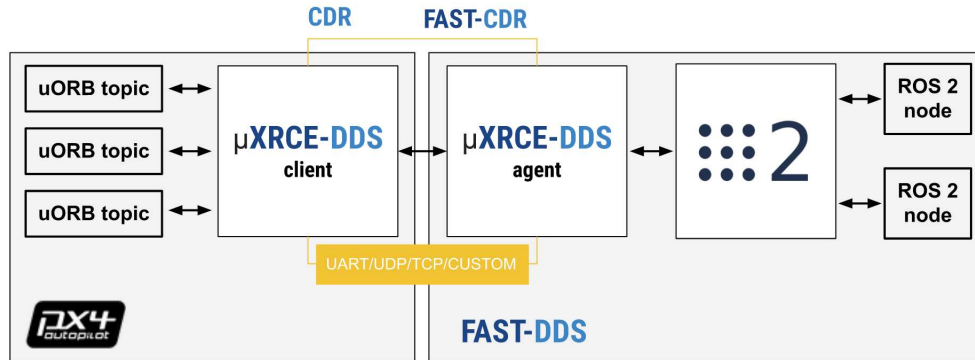 CDR
FAST-CDR
uORB topic
uORB topic
uORB topic
μXRCE-DDS
client
μXRCE-DDS
agent
2
ROS 2
node
ROS 2
node
UART/UDP/TCP/CUSTOM
px4
autopilot
FAST-DDS